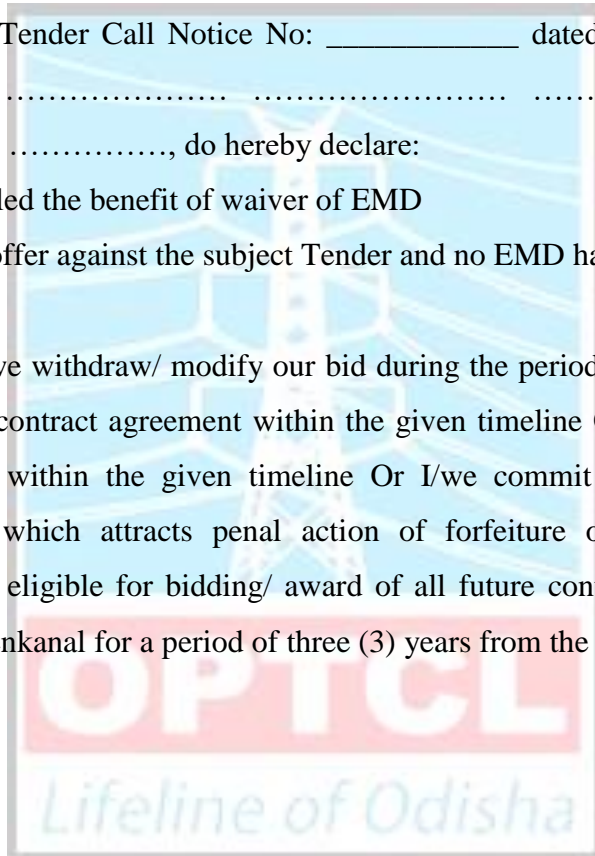 Tender Call Notice No: ____________ dated
………………… …………………… ……
……………, do hereby declare:
led the benefit of waiver of EMD
offer against the subject Tender and no EMD ha
ve withdraw/ modify our bid during the period
contract agreement within the given timeline
within the given timeline Or I/we commit
which attracts penal action of forfeiture o
eligible for bidding/ award of all future con
nkanal for a period of three (3) years from the
OPTCL
Lifeline of Odisha